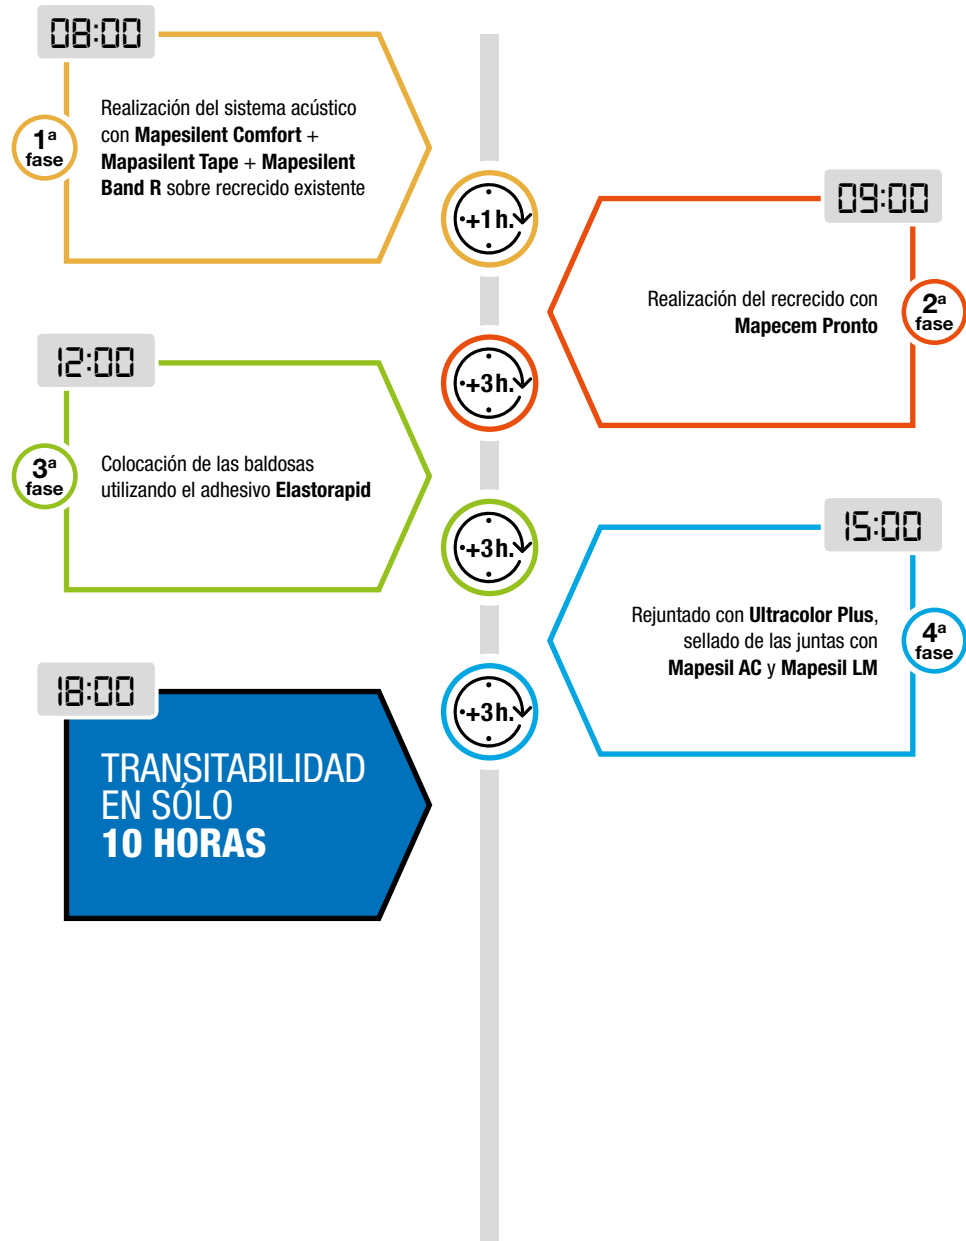 08:00
1ª
fase
Realización del sistema acústico
con Mapesilent Comfort +
Mapasilent Tape + Mapesilent
Band R sobre recrecido existente
+1h.
09:00
Realización del recrecido con
Mapecem Pronto
2ª
fase
+3h.
12:00
3ª
fase
Colocación de las baldosas
utilizando el adhesivo Elastorapid
+3h.
15:00
Rejuntado con Ultracolor Plus,
sellado de las juntas con
Mapesil AC y Mapesil LM
4ª
fase
+3h.
18:00
TRANSITABILIDAD
EN SÓLO
10 HORAS